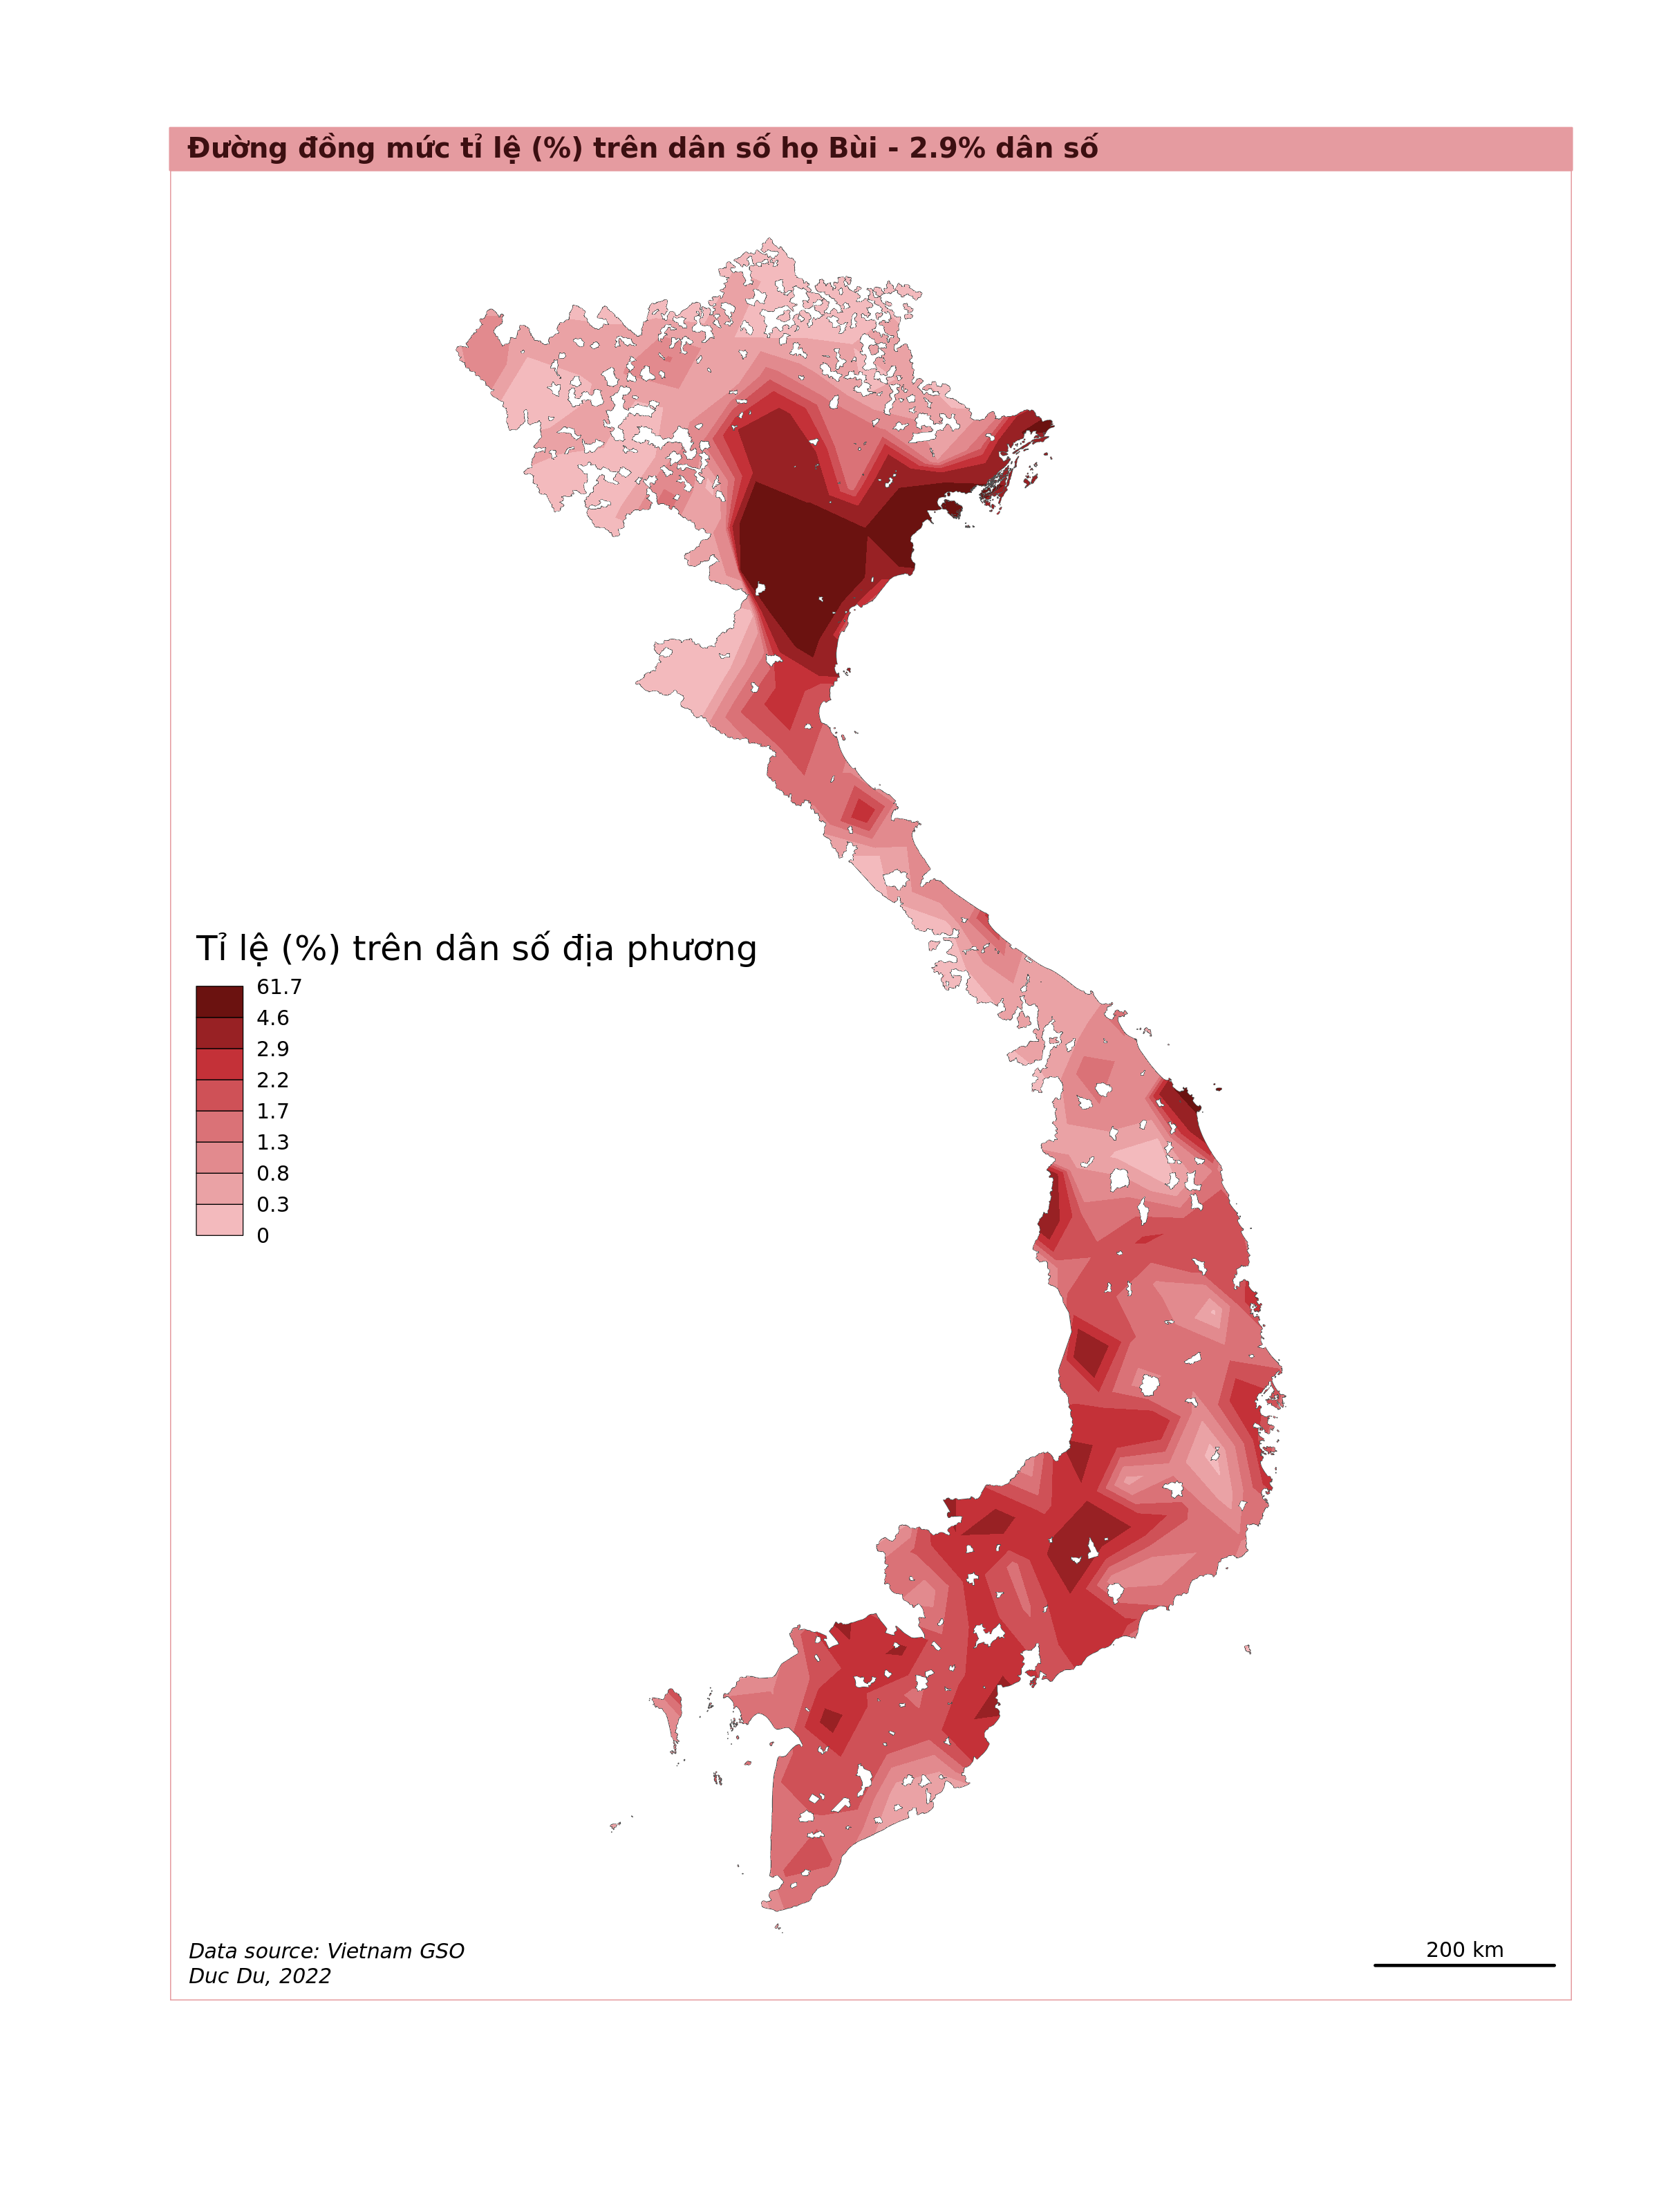 Đường đồng mức tỉ lệ (%) trên dân số họ Bùi - 2.9% dân số
Tỉ lệ (%) trên dân số địa phương
61.7
4.6
2.9
2.2
1.7
1.3
0.8
0.3
0
Data source: Vietnam GSO
Duc Du, 2022
200 km